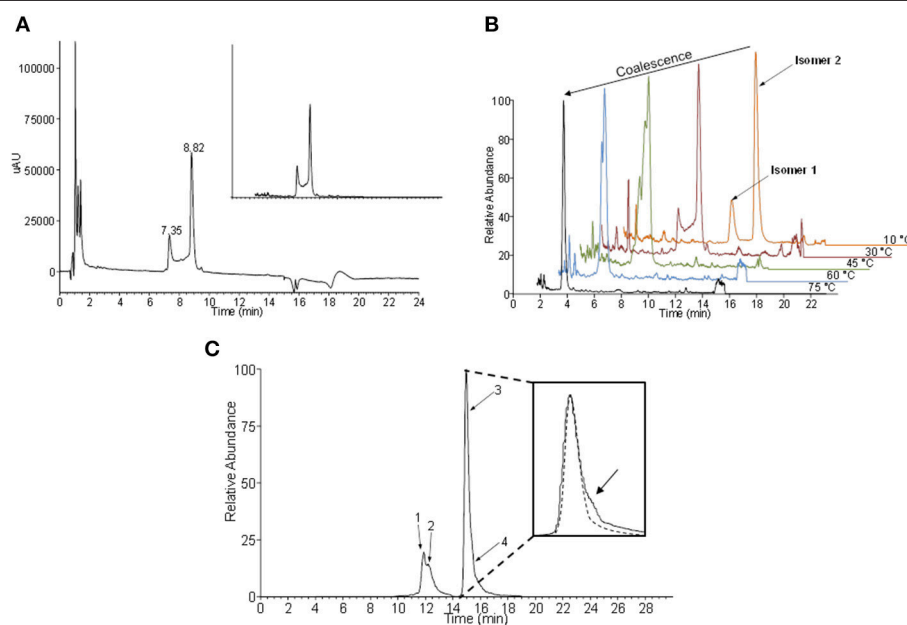 A
100000
75000
50000
25000
0
uAU
7.35
8.82
0 2 4 6 8 10 12 14 16 18 20 22 24
Time (min)
B
Coalescence
Isomer 2
Isomer 1
100
80
60
40
20
0
Relative Abundance
10 °C
30 °C
45 °C
60 °C
75 °C
0 2 4 6 8 10 12 14 16 18 20 22
Time (min)
C
100
75
50
25
0
Relative Abundance
1
2
3
4
0 2 4 6 8 10 12 14 16 18 20 22 24 26 28
Time (min)